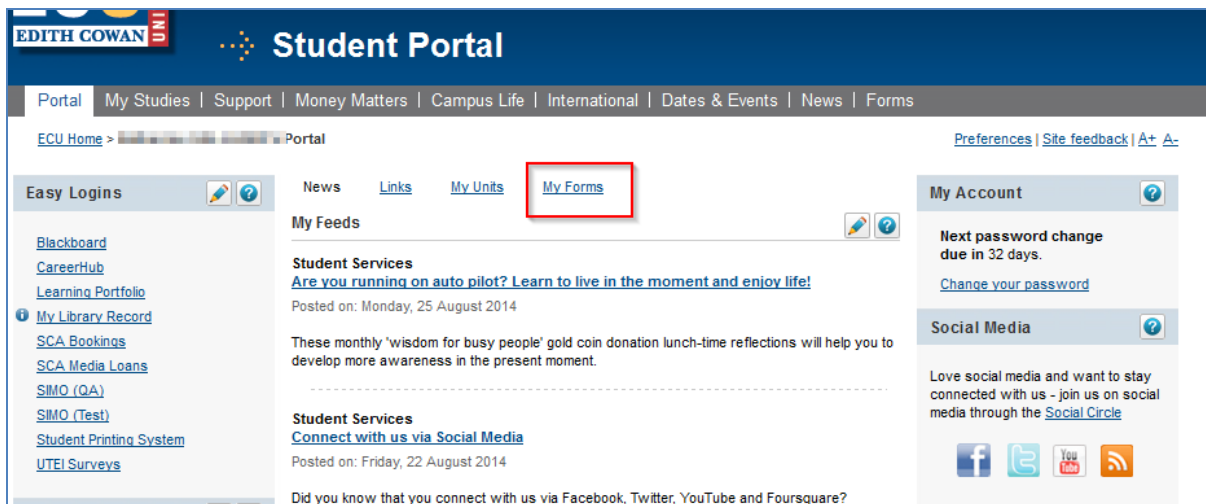 EDITH COWAN
UNI
Student Portal
Portal My Studies | Support | Money Matters | Campus Life | International | Dates & Events | News | Forms
ECU Home > Portal
Preferences | Site feedback | A+ A-
Easy Logins
Blackboard
CareerHub
Learning Portfolio
My Library Record
SCA Bookings
SCA Media Loans
SIMO (QA)
SIMO (Test)
Student Printing System
UTEI Surveys
News Links My Units My Forms
My Feeds
Student Services
Are you running on auto pilot? Learn to live in the moment and enjoy life!
Posted on: Monday, 25 August 2014
These monthly 'wisdom for busy people' gold coin donation lunch-time reflections will help you to
develop more awareness in the present moment.
Student Services
Connect with us via Social Media
Posted on: Friday, 22 August 2014
Did you know that you connect with us via Facebook, Twitter, YouTube and Foursquare?
My Account
Next password change
due in 32 days.
Change your password
Social Media
Love social media and want to stay
connected with us - join us on social
media through the Social Circle
You
Tube